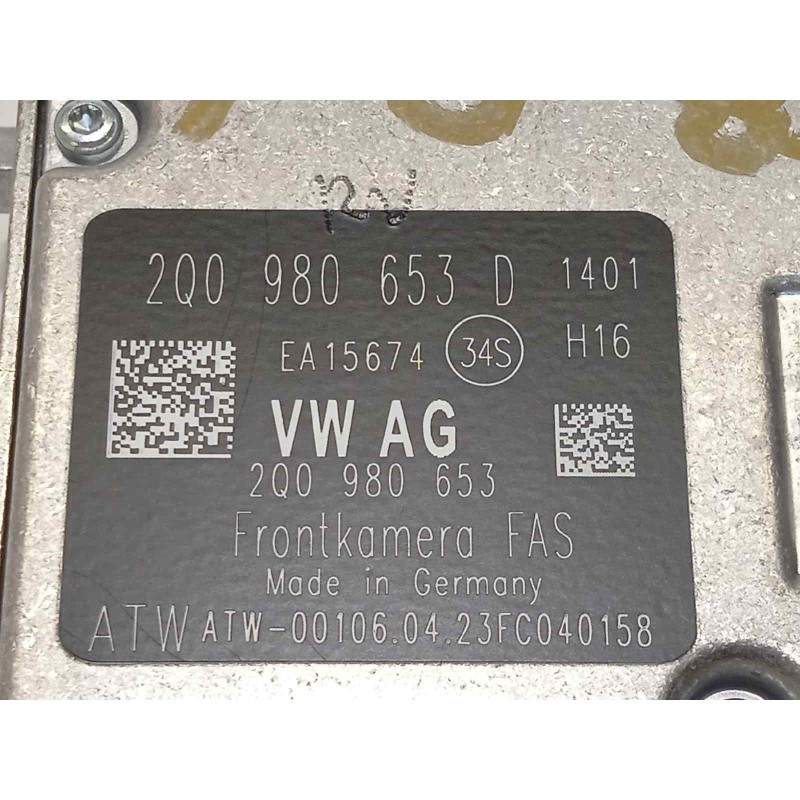 2Q0 980 653 D 1401
EA15674 34S H16
VW AG
2Q0 980 653
Frontkamera FAS
Made in Germany
ATW ATW-00106.04.23FC040158